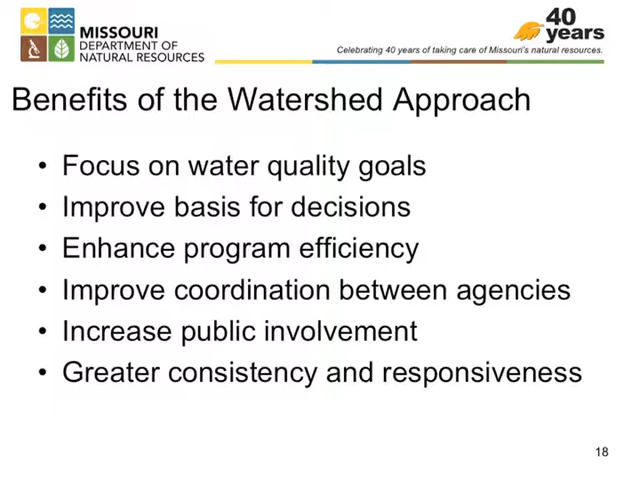 MISSOURI
DEPARTMENT OF
NATURAL RESOURCES
40
years
Celebrating 40 years of taking care of Missouri's natural resources.
Benefits of the Watershed Approach
• Focus on water quality goals
• Improve basis for decisions
• Enhance program efficiency
• Improve coordination between agencies
• Increase public involvement
• Greater consistency and responsiveness
18